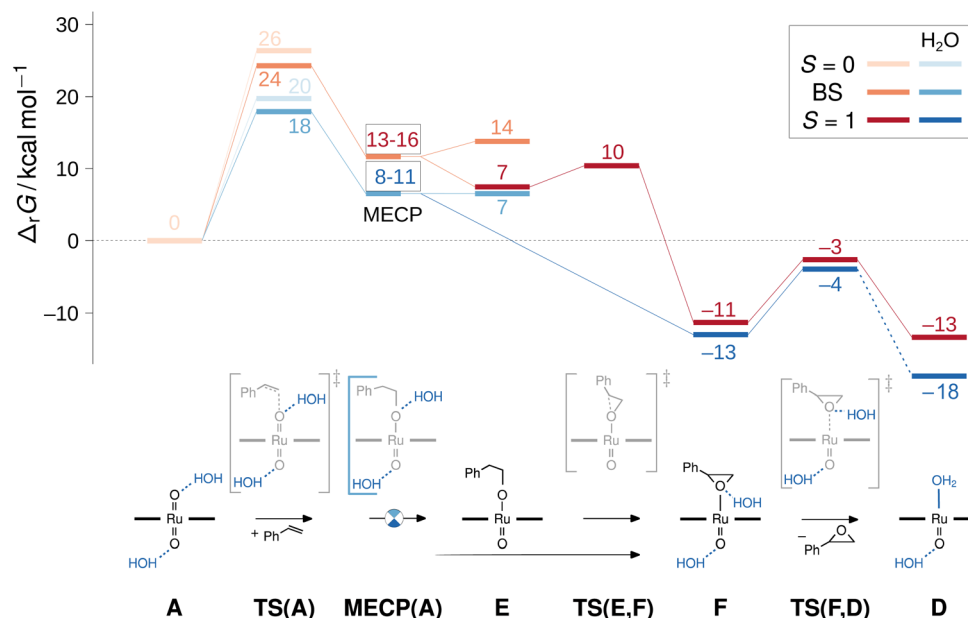 30
20
10
0
–10
ΔrG / kcal mol−1
H2O
S = 0
BS
S = 1
0
26
24
20
18
13-16
8-11
MECP
14
7
7
10
–11
–13
–3
–4
–13
–18
Ph
HOH
O
Ru
O
HOH
‡
Ph
HOH
O
Ru
O
HOH
Ph
O
Ru
O
‡
Ph
O
HOH
Ru
O
HOH
‡
HOH
O
Ru
O
HOH
+ Ph
Ph
O
Ru
O
Ph
O
HOH
Ru
O
HOH
– O
Ph
OH2
Ru
O
HOH
A
TS(A)
MECP(A)
E
TS(E,F)
F
TS(F,D)
D